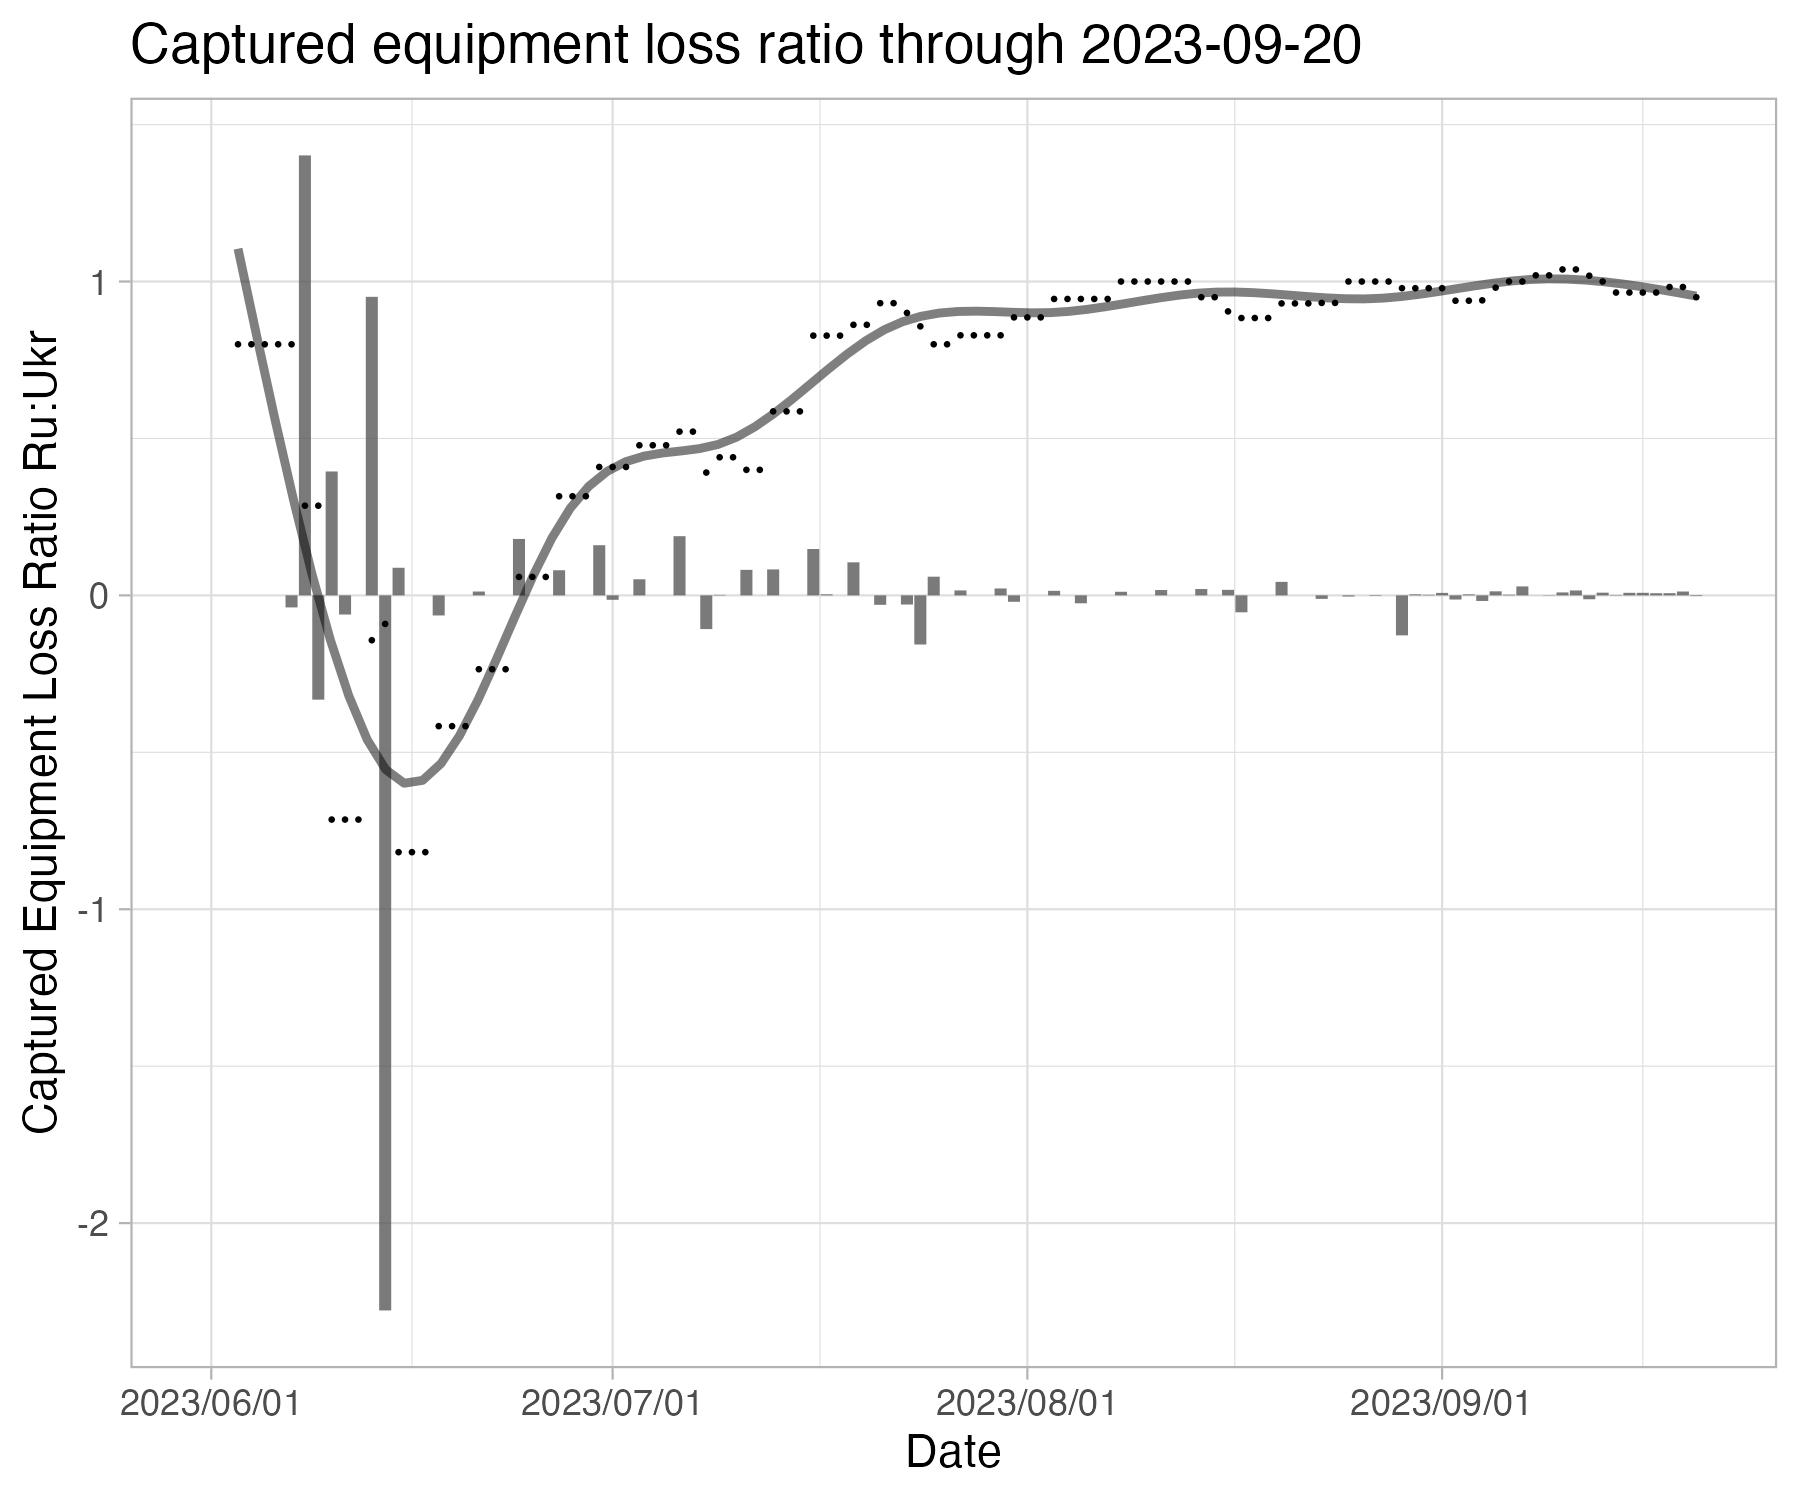 Captured equipment loss ratio through 2023-09-20
Captured Equipment Loss Ratio Ru:Ukr
1
0
-1
-2
2023/06/01
2023/07/01
2023/08/01
2023/09/01
Date